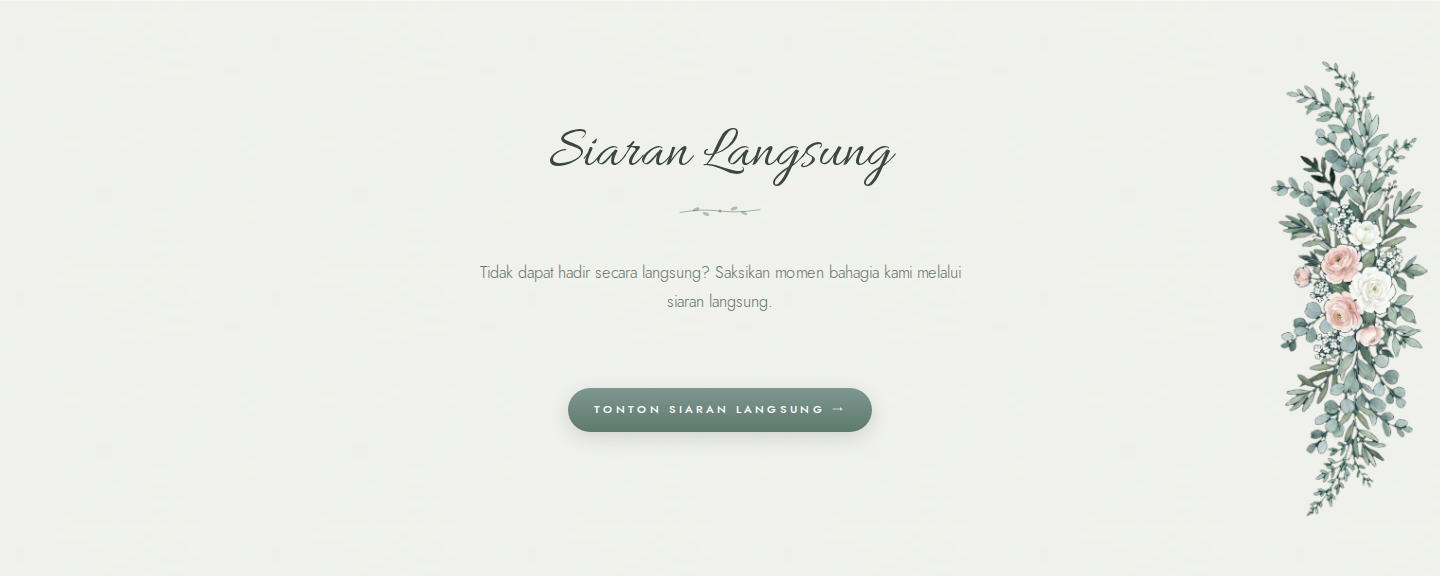 Siaran Langsung
Tidak dapat hadir secara langsung? Saksikan momen bahagia kami melalui
siaran langsung.
TONTON SIARAN LANGSUNG →